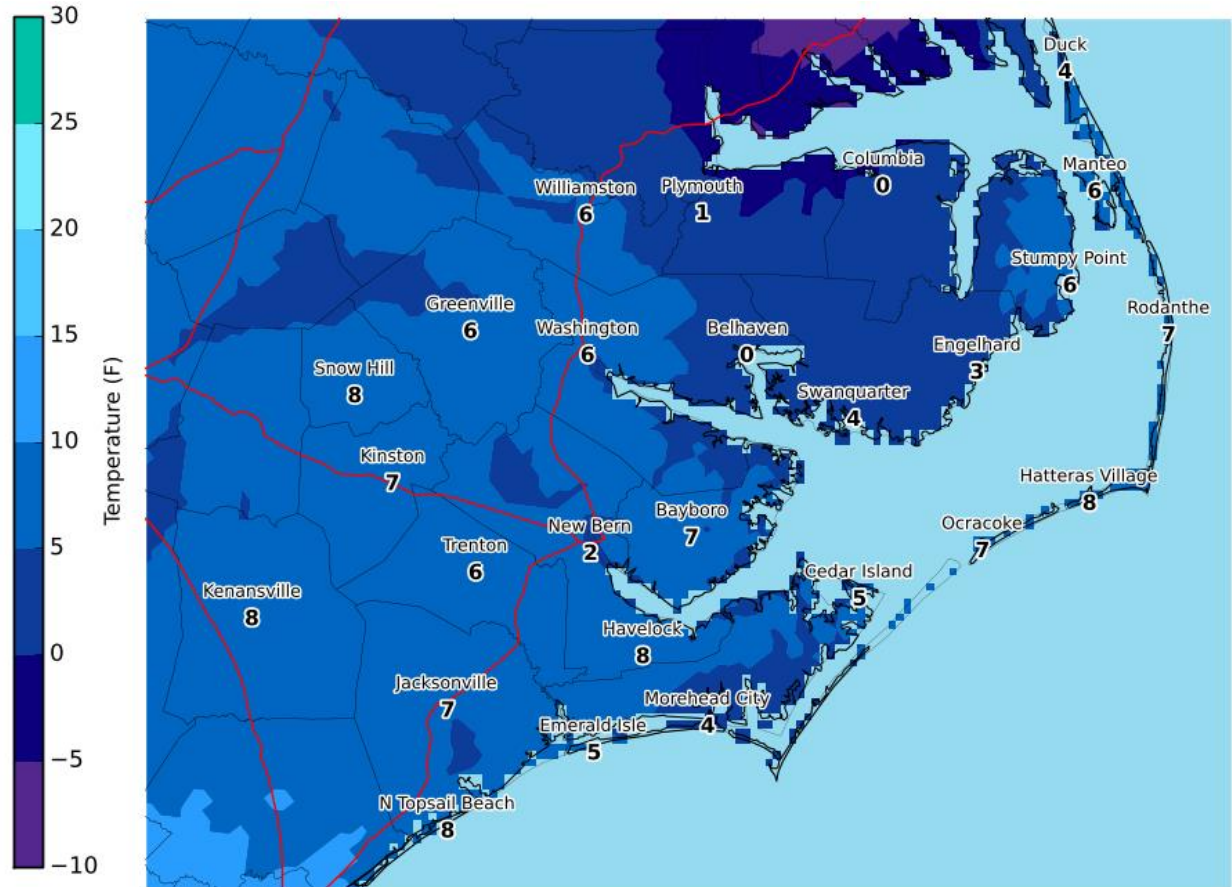 30
25
20
15
10
5
0
−5
−10
Temperature (F)
Duck
4
Manteo
6
Columbia
0
Plymouth
1
Williamston
6
Stumpy Point
6
Rodanthe
7
Greenville
6
Washington
6
Belhaven
0
Engelhard
3
Snow Hill
8
Swanquarter
4
Kinston
7
Hatteras Village
8
Bayboro
7
New Bern
2
Ocracoke
7
Trenton
6
Cedar Island
5
Kenansville
8
Havelock
8
Jacksonville
7
Morehead City
4
Emerald Isle
5
N Topsail Beach
8